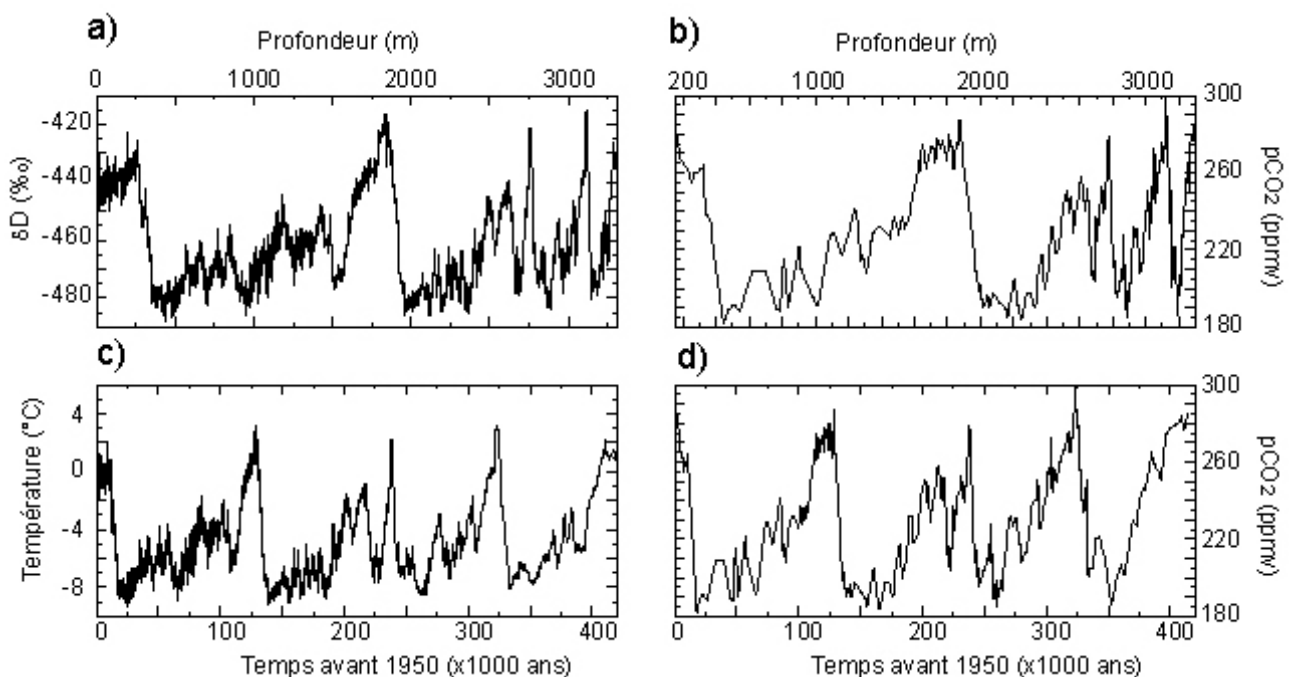 a)
Profondeur (m)
0 1000 2000 3000
-420
-440
-460
-480
δD (‰)
b)
Profondeur (m)
200 1000 2000 3000
300
260
220
180
pCO2 (ppmv)
c)
4
0
-4
-8
Température (°C)
0 100 200 300 400
Temps avant 1950 (x1000 ans)
d)
300
260
220
180
pCO2 (ppmv)
0 100 200 300 400
Temps avant 1950 (x1000 ans)